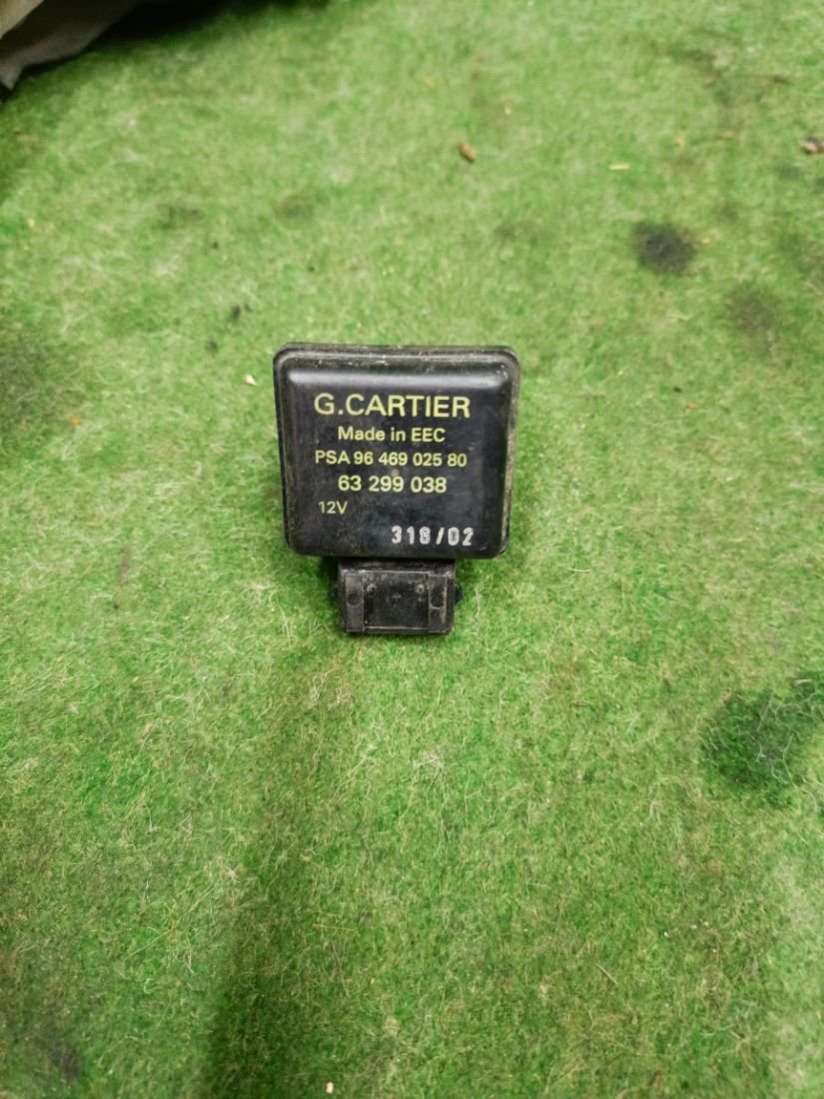 G.CARTIER
Made in EEC
PSA 96 469 025 80
63 299 038
12V
318/02